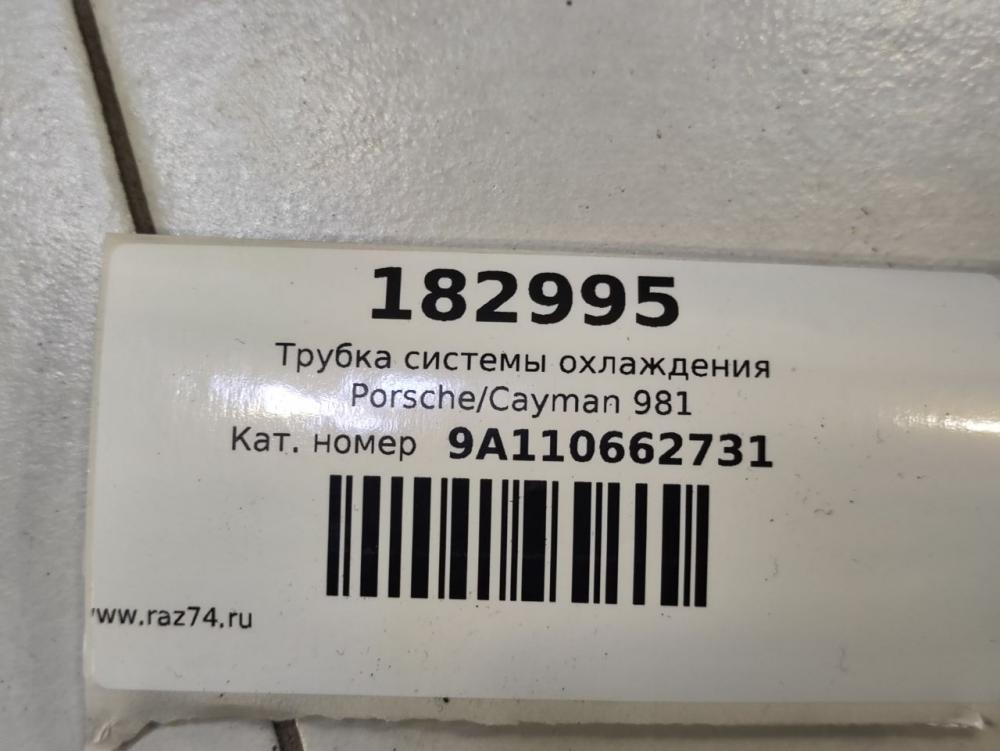 182995
Трубка системы охлаждения
Porsche/Cayman 981
Кат. номер 9A110662731
www.raz74.ru